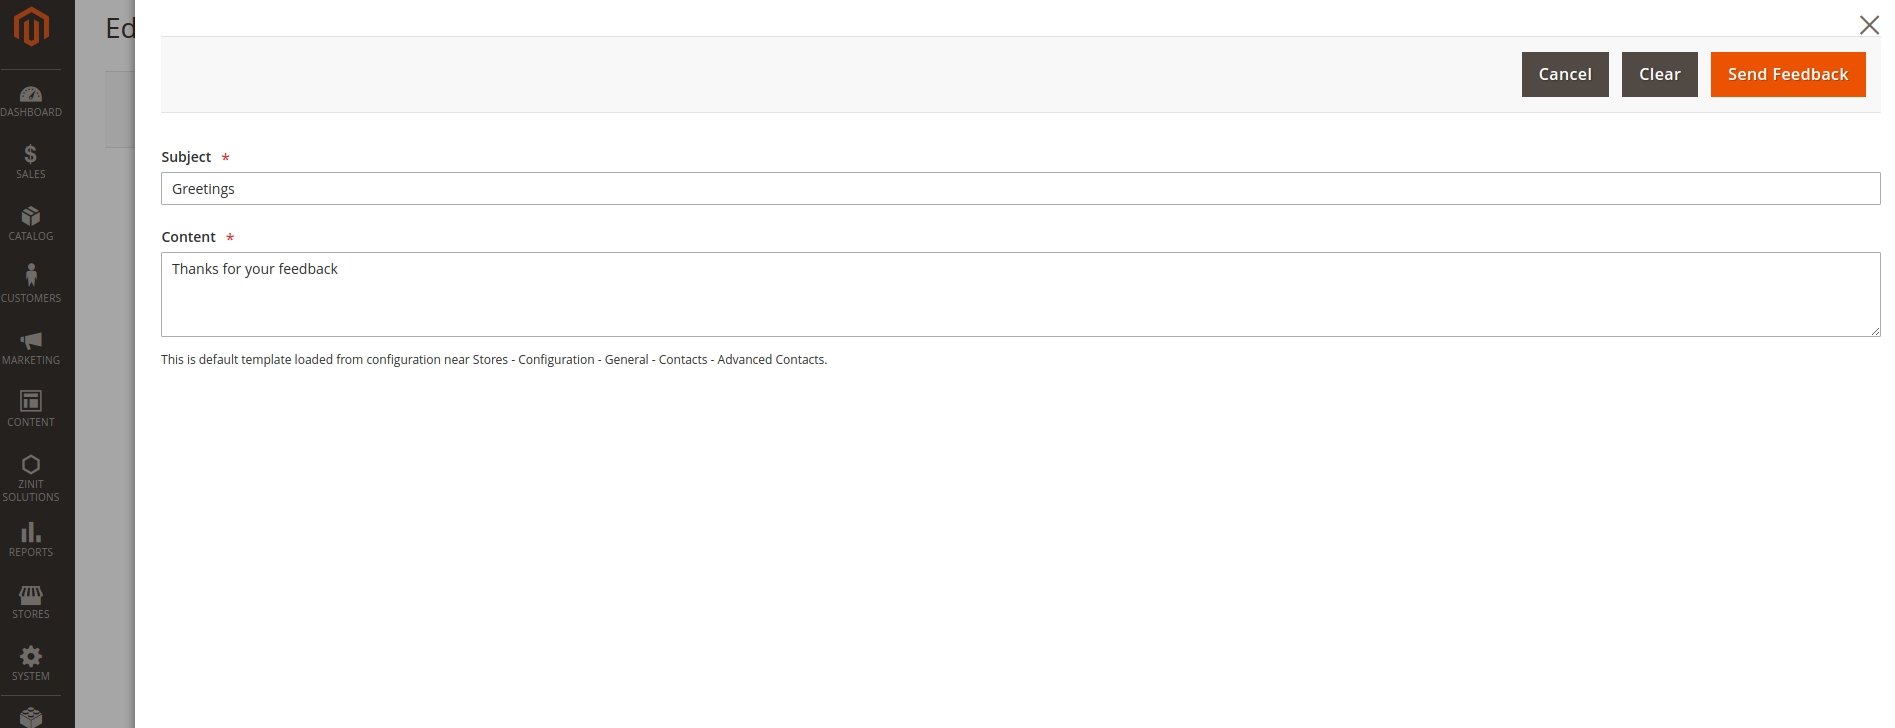 Ed
DASHBOARD
SALES
CATALOG
CUSTOMERS
MARKETING
CONTENT
ZINIT
SOLUTIONS
REPORTS
STORES
SYSTEM
Cancel
Clear
Send Feedback
Subject *
Greetings
Content *
Thanks for your feedback
This is default template loaded from configuration near Stores - Configuration - General - Contacts - Advanced Contacts.